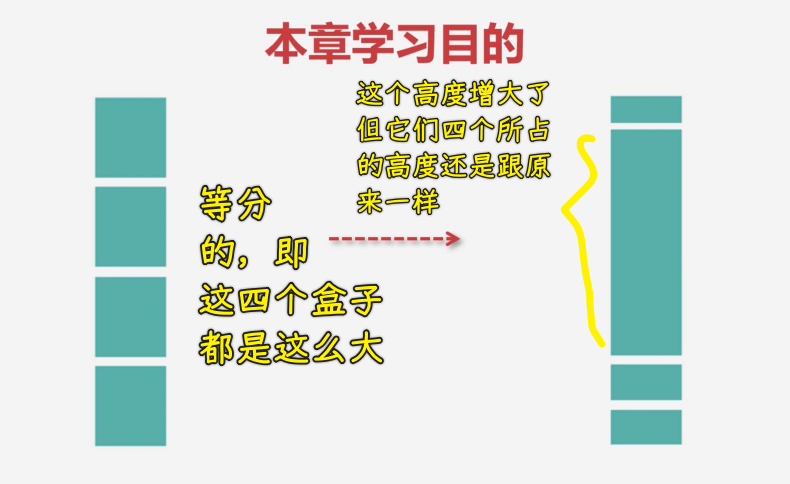 本章学习目的
这个高度增大了
但它们四个所占
的高度还是跟原
来一样
等分
的，即
这四个盒子
都是这么大